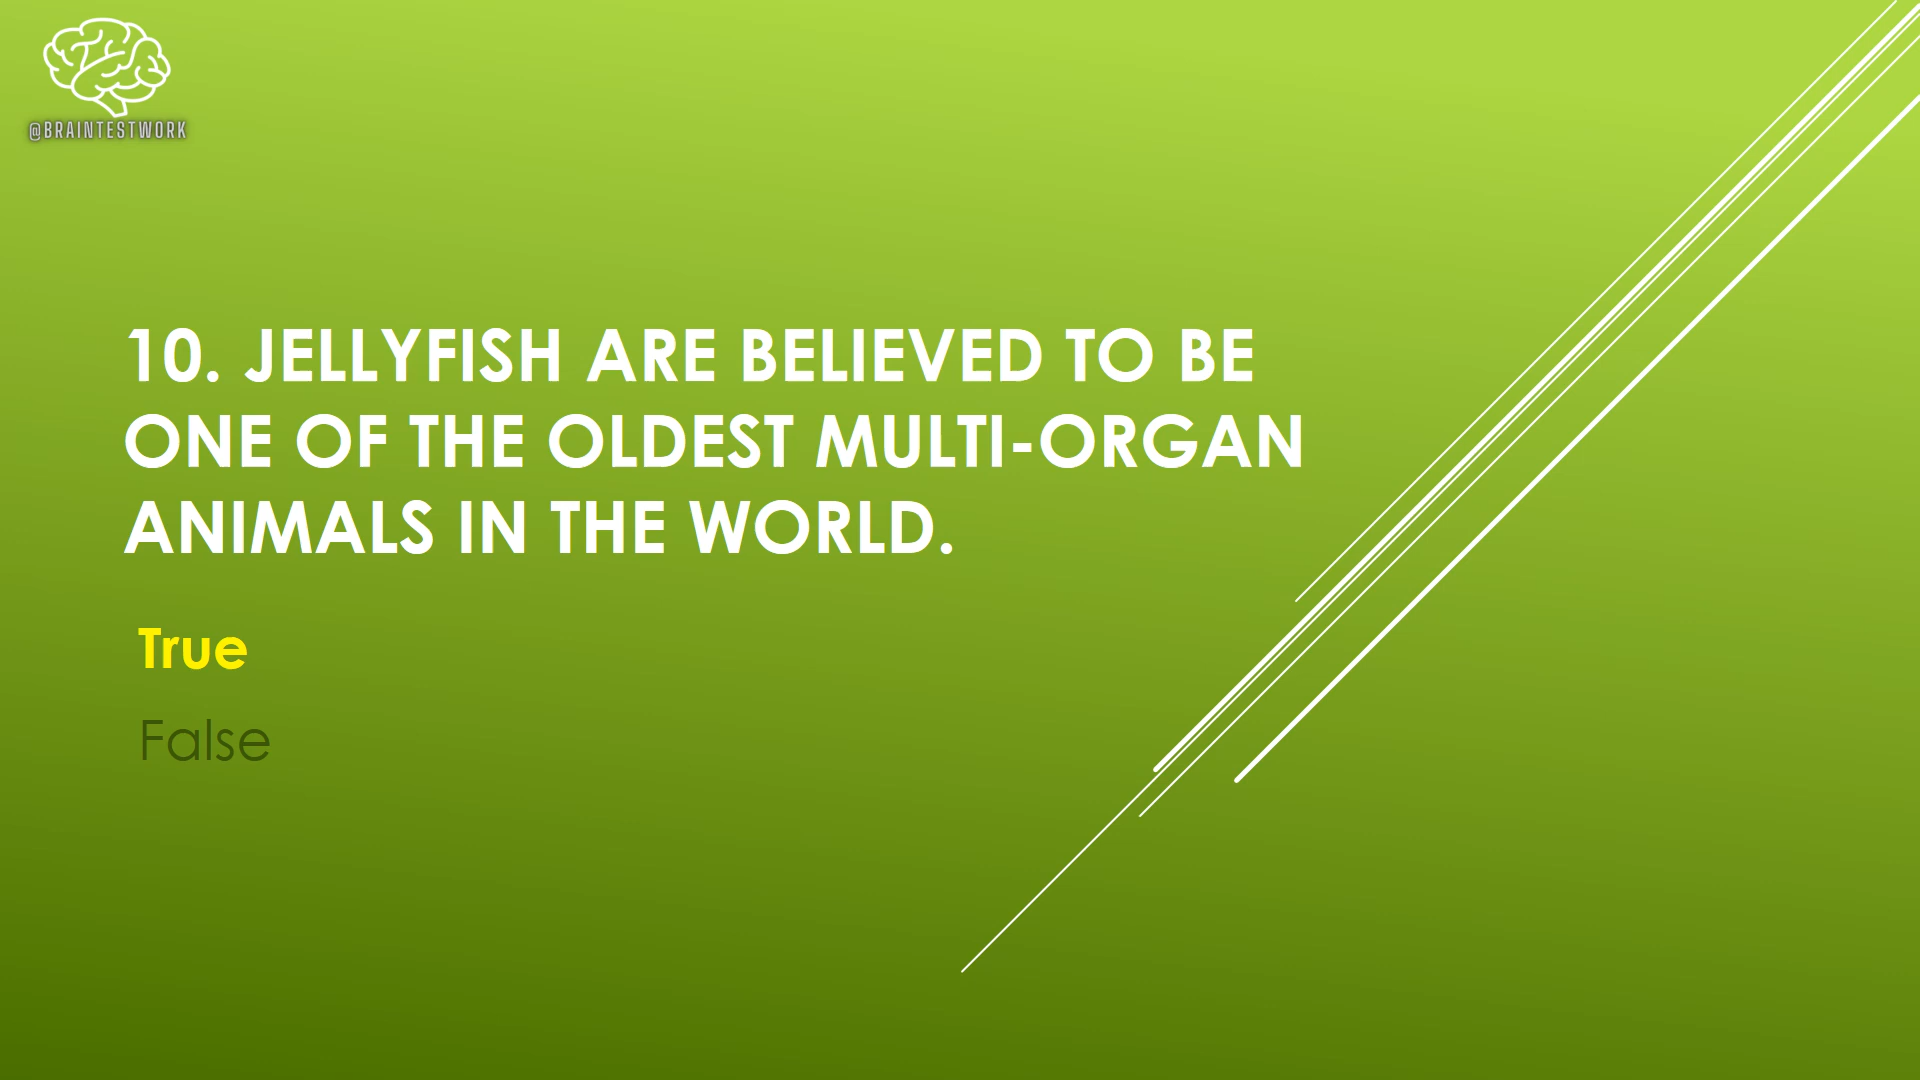 @BRAINTESTWORK
10. JELLYFISH ARE BELIEVED TO BE
ONE OF THE OLDEST MULTI-ORGAN
ANIMALS IN THE WORLD.
True
False